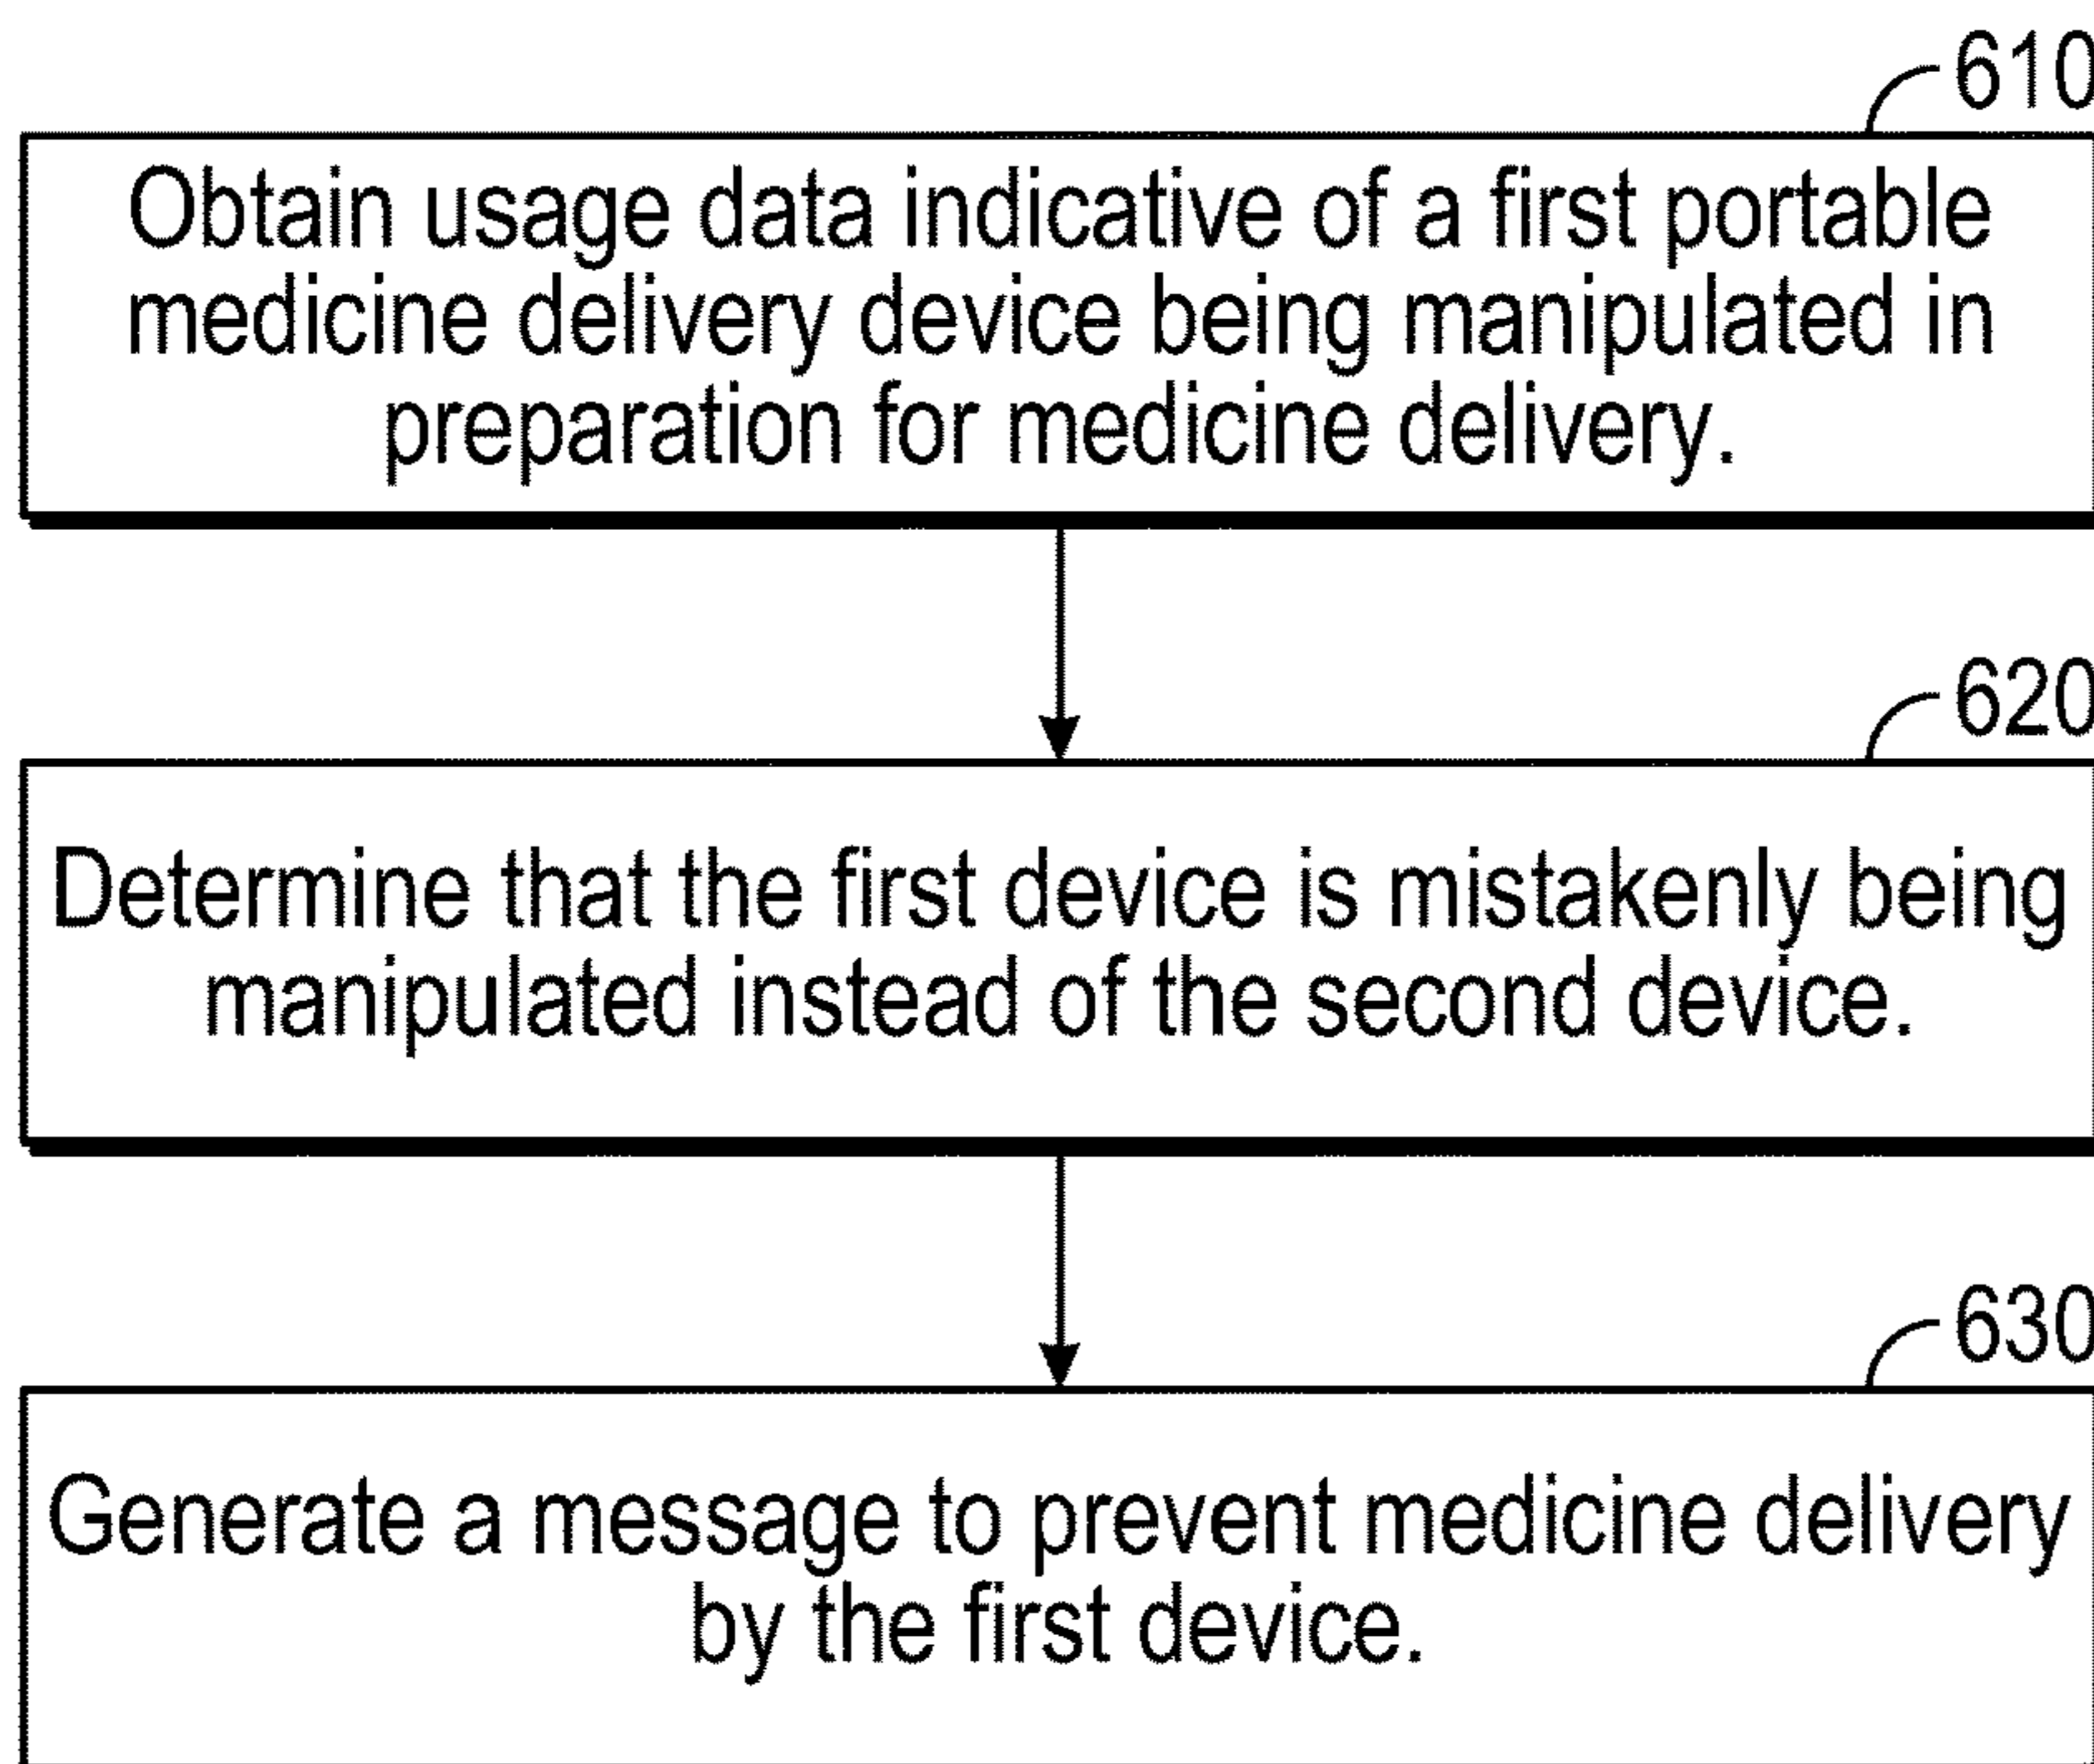 610
Obtain usage data indicative of a first portable
medicine delivery device being manipulated in
preparation for medicine delivery.
620
Determine that the first device is mistakenly being
manipulated instead of the second device.
630
Generate a message to prevent medicine delivery
by the first device.